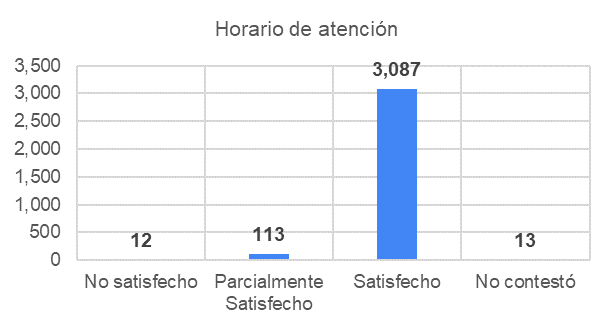 Horario de atención
3,500
3,000
2,500
2,000
1,500
1,000
500
0
12
113
3,087
13
No satisfecho
Parcialmente
Satisfecho
Satisfecho
No contestó